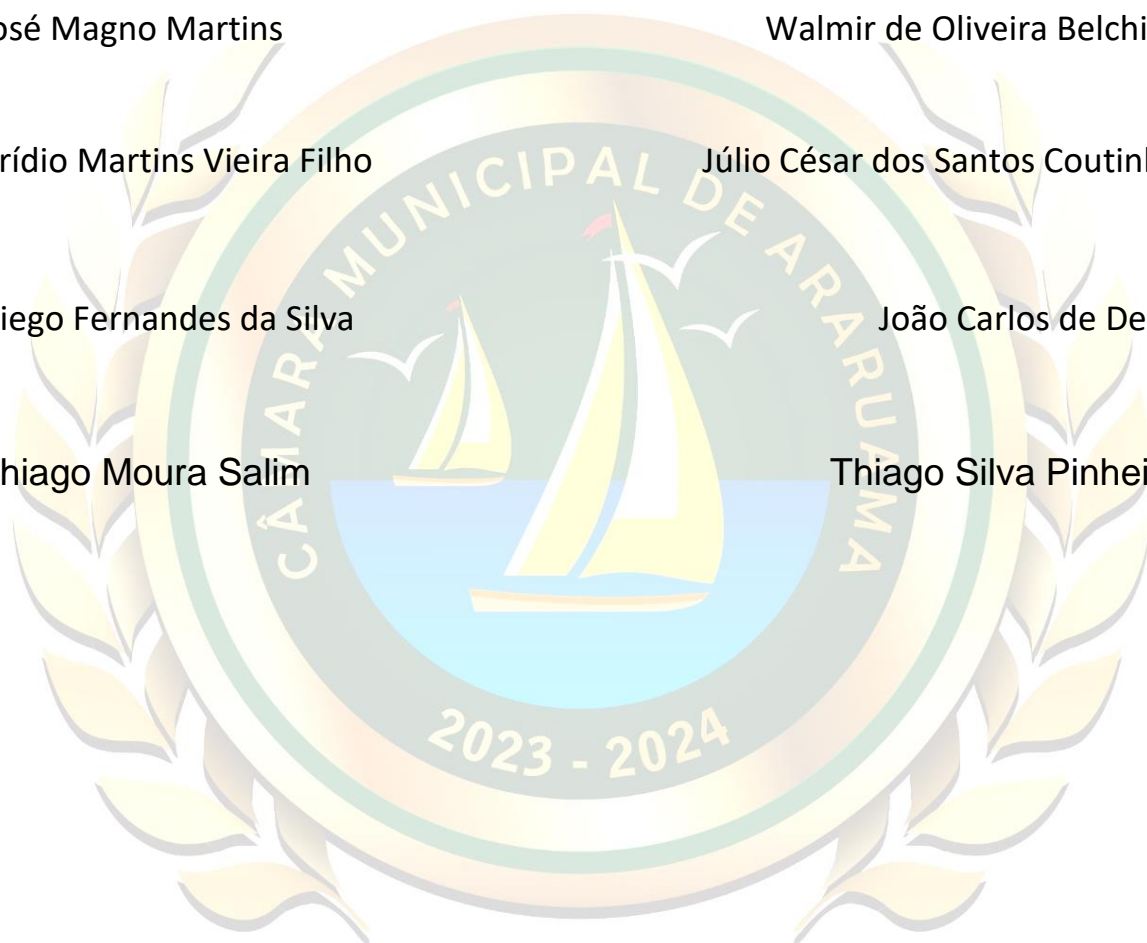 osé Magno Martins Walmir de Oliveira Belchi
rídio Martins Vieira Filho Júlio César dos Santos Coutin
iego Fernandes da Silva João Carlos de De
hiago Moura Salim Thiago Silva Pinhei
CÂMARA MUNICIPAL DE ARARUAMA
2023 - 2024